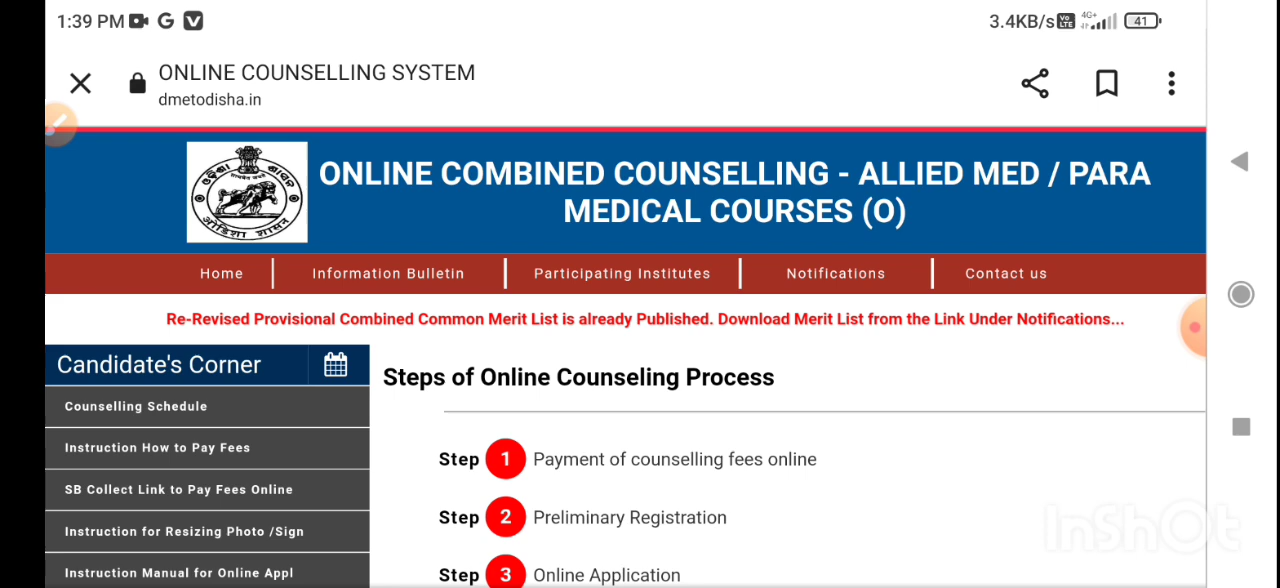 1:39 PM
3.4KB/s Vo LTE 4G+ 41
ONLINE COUNSELLING SYSTEM
dmetodisha.in
ONLINE COMBINED COUNSELLING - ALLIED MED / PARA
MEDICAL COURSES (O)
Home Information Bulletin Participating Institutes Notifications Contact us
Re-Revised Provisional Combined Common Merit List is already Published. Download Merit List from the Link Under Notifications...
Candidate's Corner
Counselling Schedule
Instruction How to Pay Fees
SB Collect Link to Pay Fees Online
Instruction for Resizing Photo /Sign
Instruction Manual for Online Appl
Steps of Online Counseling Process
Step 1 Payment of counselling fees online
Step 2 Preliminary Registration
Step 3 Online Application
InShOt